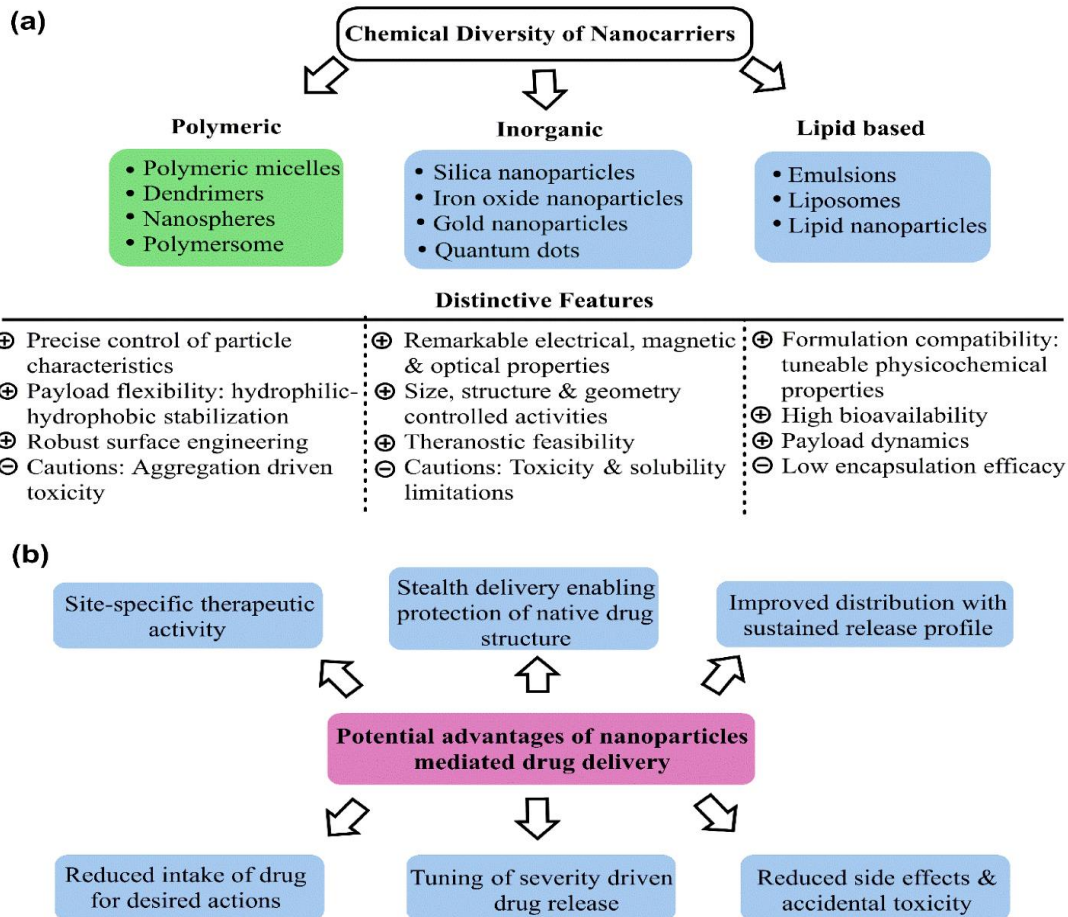 (a)
Chemical Diversity of Nanocarriers
Polymeric
• Polymeric micelles
• Dendrimers
• Nanospheres
• Polymersome
Inorganic
• Silica nanoparticles
• Iron oxide nanoparticles
• Gold nanoparticles
• Quantum dots
Lipid based
• Emulsions
• Liposomes
• Lipid nanoparticles
Distinctive Features
⊕ Precise control of particle
characteristics
⊕ Payload flexibility: hydrophilic-
hydrophobic stabilization
⊕ Robust surface engineering
⊖ Cautions: Aggregation driven
toxicity
⊕ Remarkable electrical, magnetic
& optical properties
⊕ Size, structure & geometry
controlled activities
⊕ Theranostic feasibility
⊖ Cautions: Toxicity & solubility
limitations
⊕ Formulation compatibility:
tuneable physicochemical
properties
⊕ High bioavailability
⊕ Payload dynamics
⊖ Low encapsulation efficacy
(b)
Site-specific therapeutic
activity
Stealth delivery enabling
protection of native drug
structure
Improved distribution with
sustained release profile
Potential advantages of nanoparticles
mediated drug delivery
Reduced intake of drug
for desired actions
Tuning of severity driven
drug release
Reduced side effects &
accidental toxicity